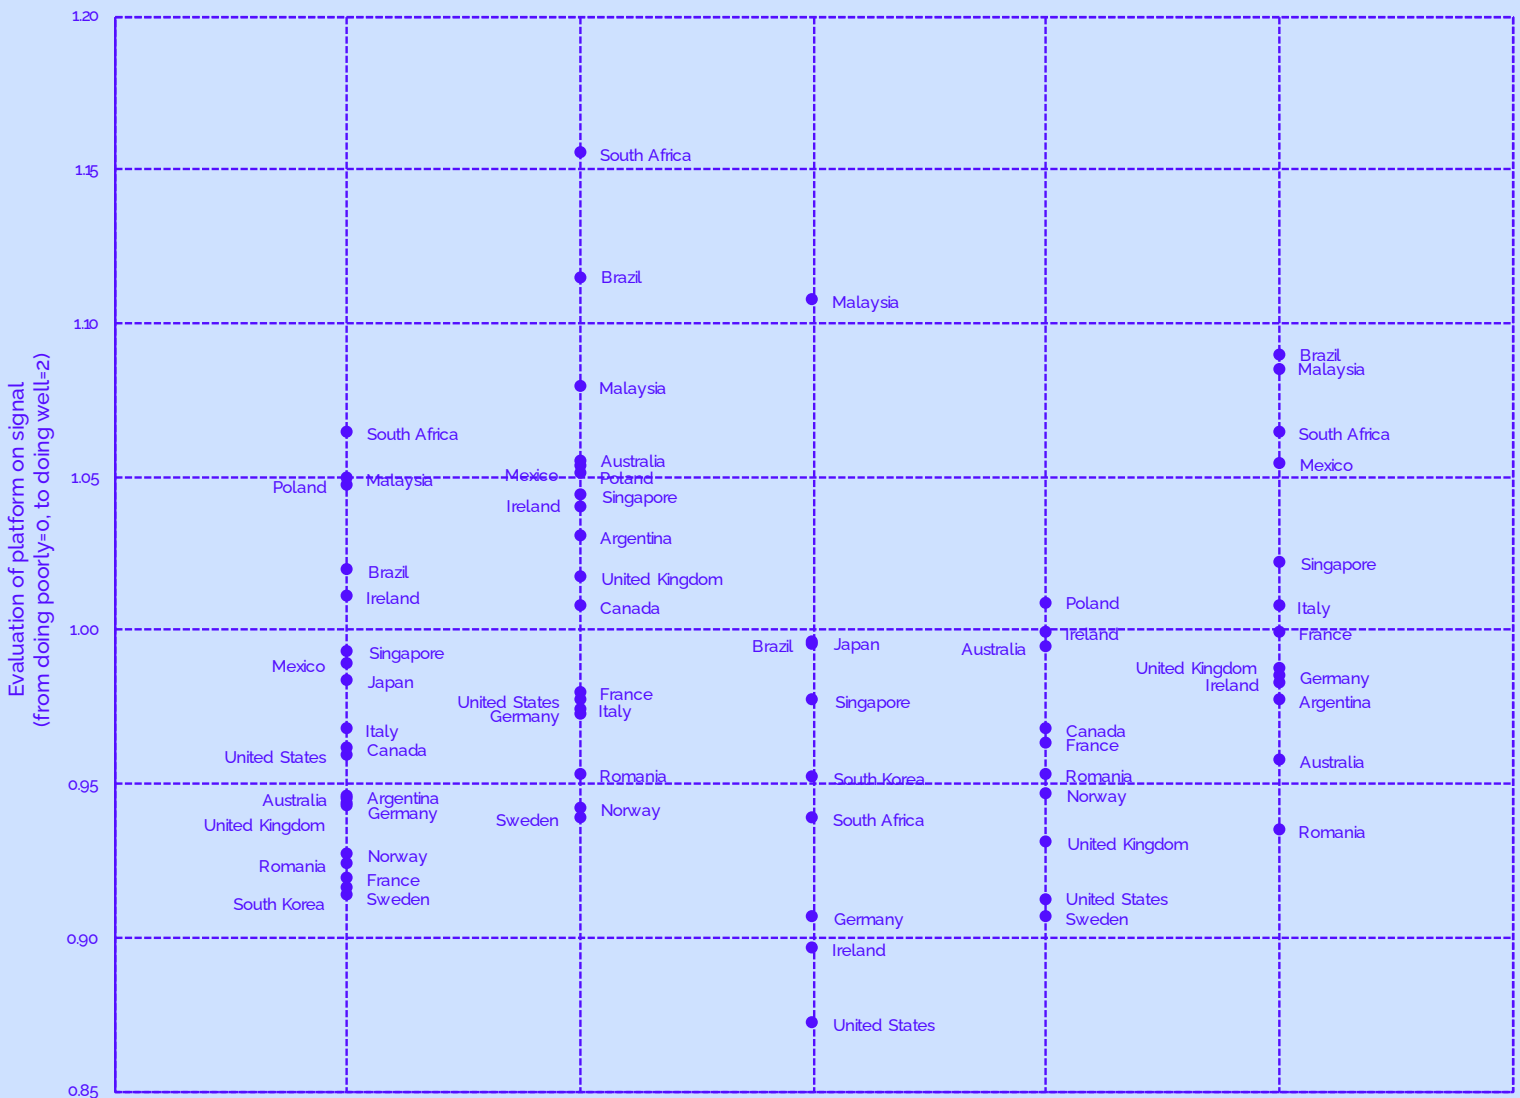 Evaluation of platform on signal
(from doing poorly=0, to doing well=2)
1.20
1.15
1.10
1.05
1.00
0.95
0.90
0.85
South Africa
Malaysia
Poland
Brazil
Ireland
Singapore
Mexico
Japan
Italy
Canada
United States
Argentina
Australia
Germany
United Kingdom
Norway
Romania
France
Sweden
South Korea
South Africa
Brazil
Malaysia
Australia
Mexico
Poland
Singapore
Ireland
Argentina
United Kingdom
Canada
France
United States
Italy
Germany
Romania
Norway
Sweden
Malaysia
Japan
Brazil
Singapore
South Korea
South Africa
Germany
Ireland
United States
Poland
Ireland
Australia
Canada
France
Romania
Norway
United Kingdom
United States
Sweden
Brazil
Malaysia
South Africa
Mexico
Singapore
Italy
France
United Kingdom
Germany
Ireland
Argentina
Australia
Romania